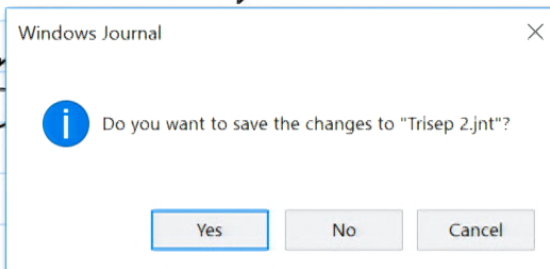 Windows Journal
Do you want to save the changes to "Trisep 2.jnt"?
Yes
No
Cancel